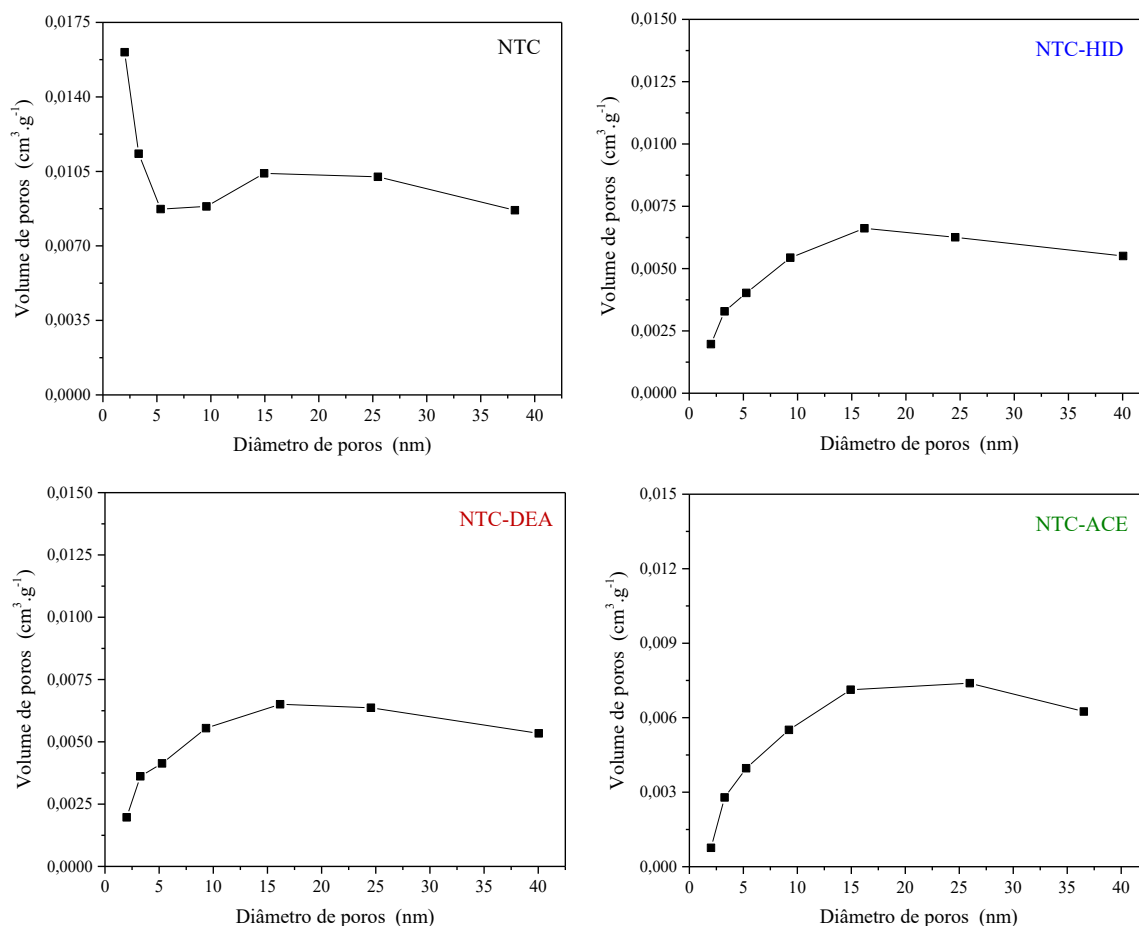 NTC
0,0175
0,0140
0,0105
0,0070
0,0035
0,0000
Volume de poros (cm³.g⁻¹)
0 5 10 15 20 25 30 35 40
Diâmetro de poros (nm)
NTC-HID
0,0150
0,0125
0,0100
0,0075
0,0050
0,0025
0,0000
Volume de poros (cm³.g⁻¹)
0 5 10 15 20 25 30 35 40
Diâmetro de poros (nm)
NTC-DEA
0,0150
0,0125
0,0100
0,0075
0,0050
0,0025
0,0000
Volume de poros (cm³.g⁻¹)
0 5 10 15 20 25 30 35 40
Diâmetro de poros (nm)
NTC-ACE
0,015
0,012
0,009
0,006
0,003
0,000
Volume de poros (cm³.g⁻¹)
0 5 10 15 20 25 30 35 40
Diâmetro de poros (nm)